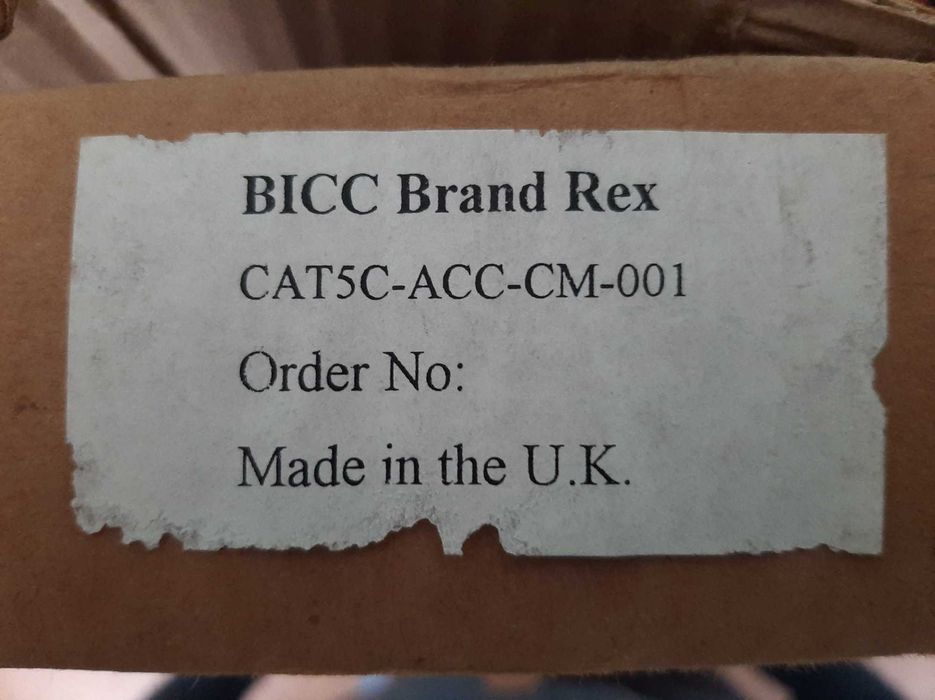 BICC Brand Rex
CAT5C-ACC-CM-001
Order No:
Made in the U.K.